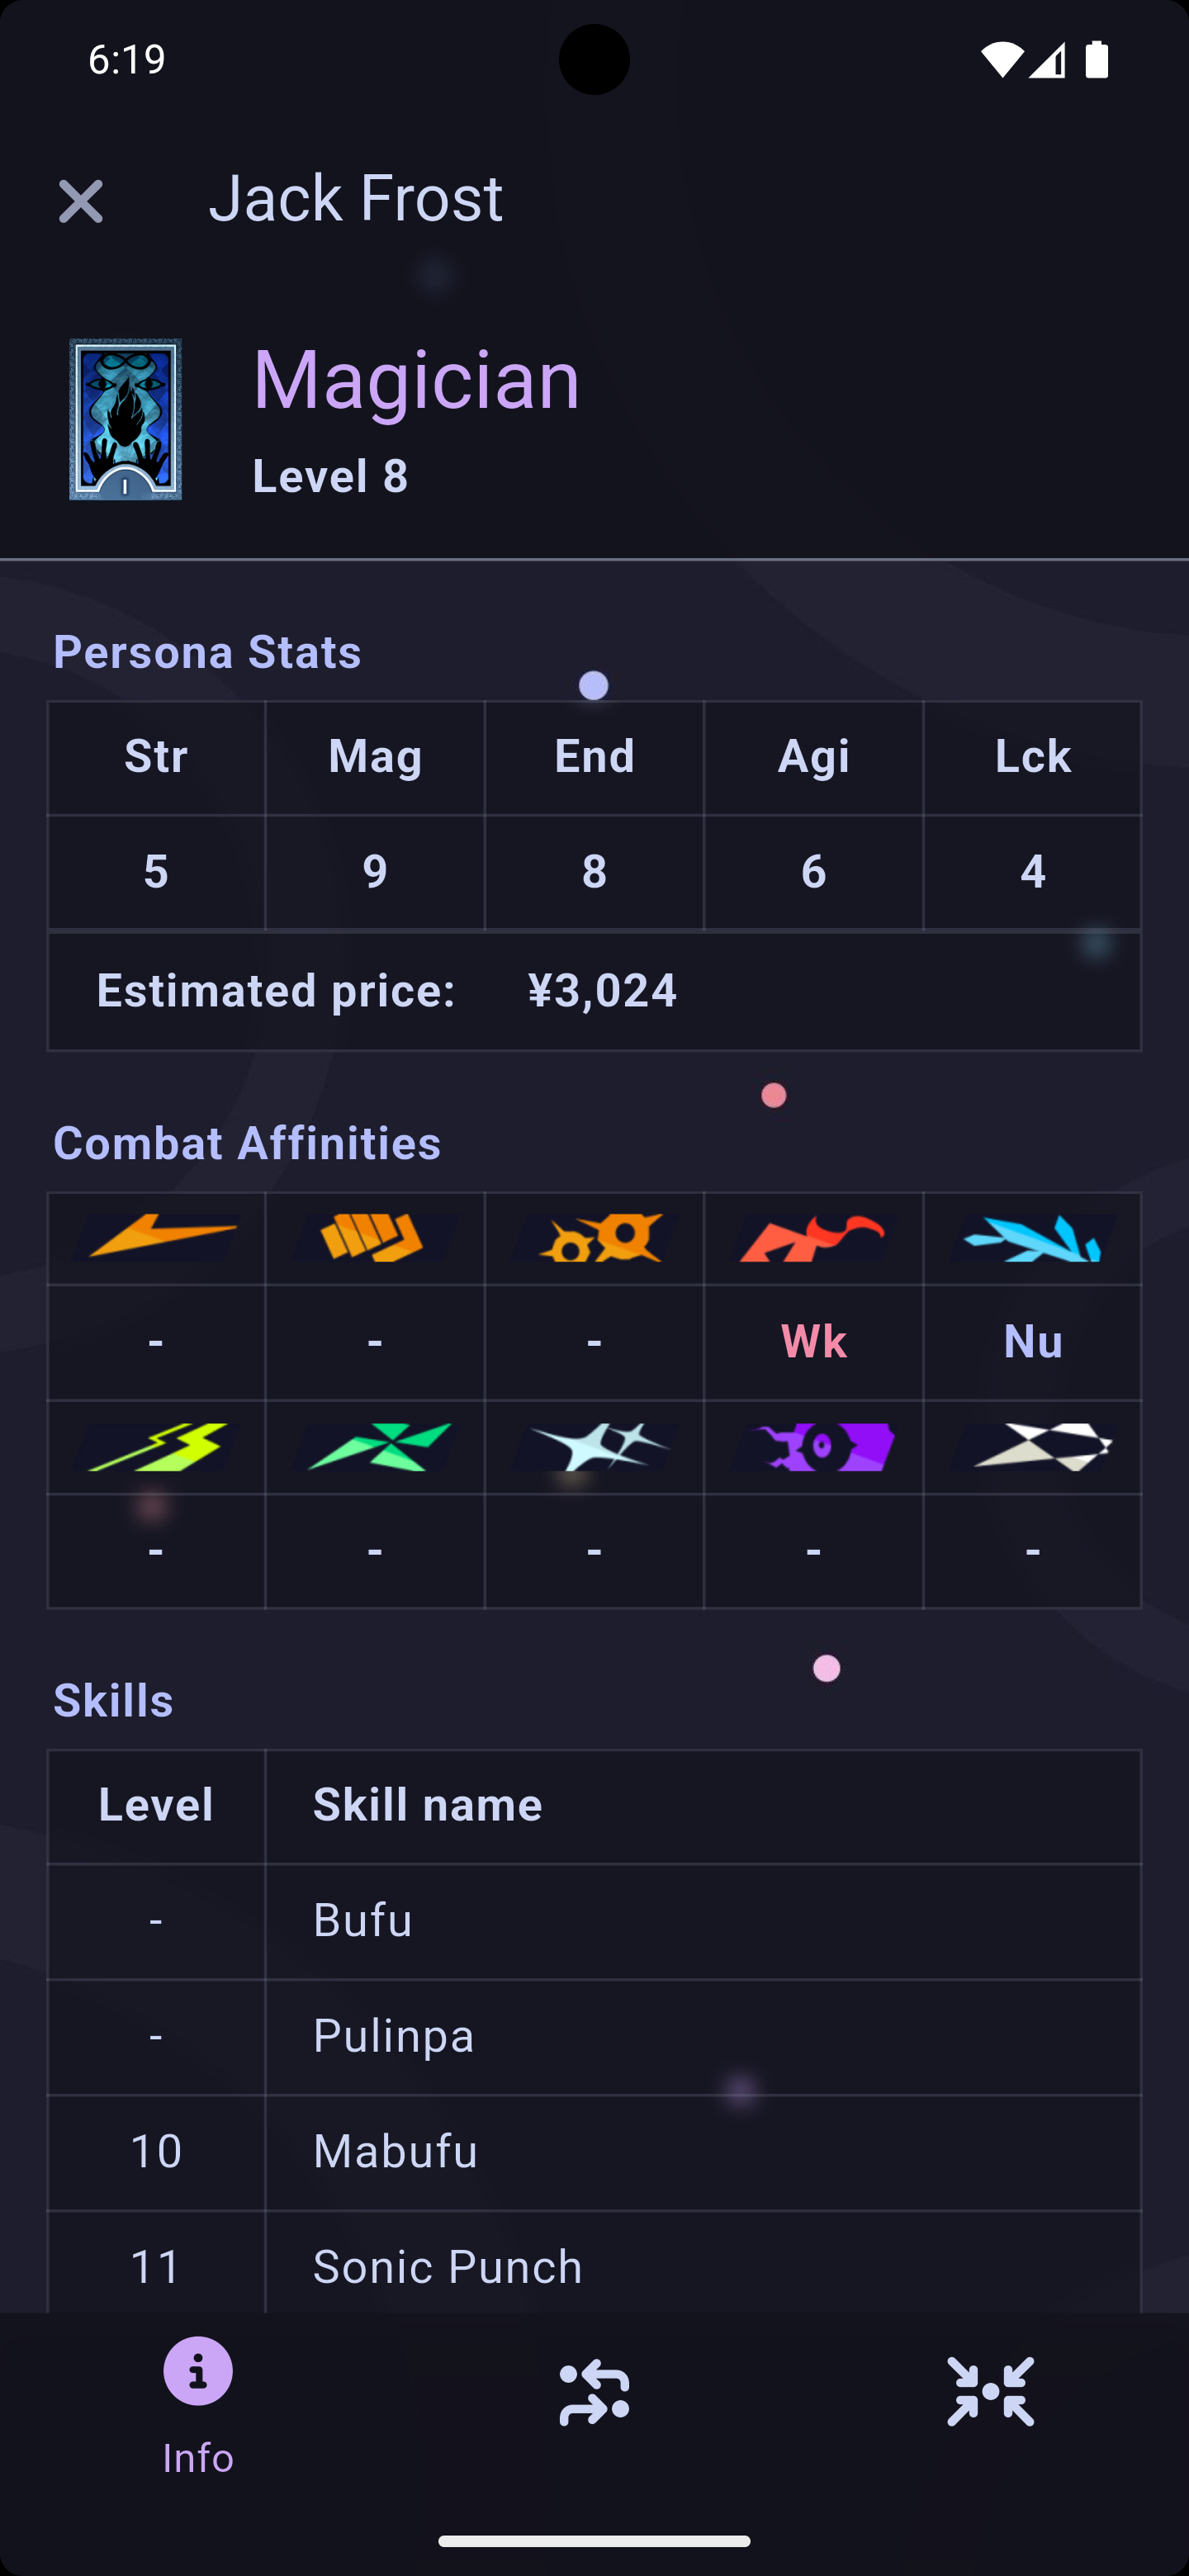 6:19
Jack Frost
Magician
Level 8
I
Persona Stats
Str Mag End Agi Lck
5 9 8 6 4
Estimated price: ¥3,024
Combat Affinities
- - - Wk Nu
- - - - -
Skills
Level Skill name
- Bufu
- Pulinpa
10 Mabufu
11 Sonic Punch
Info